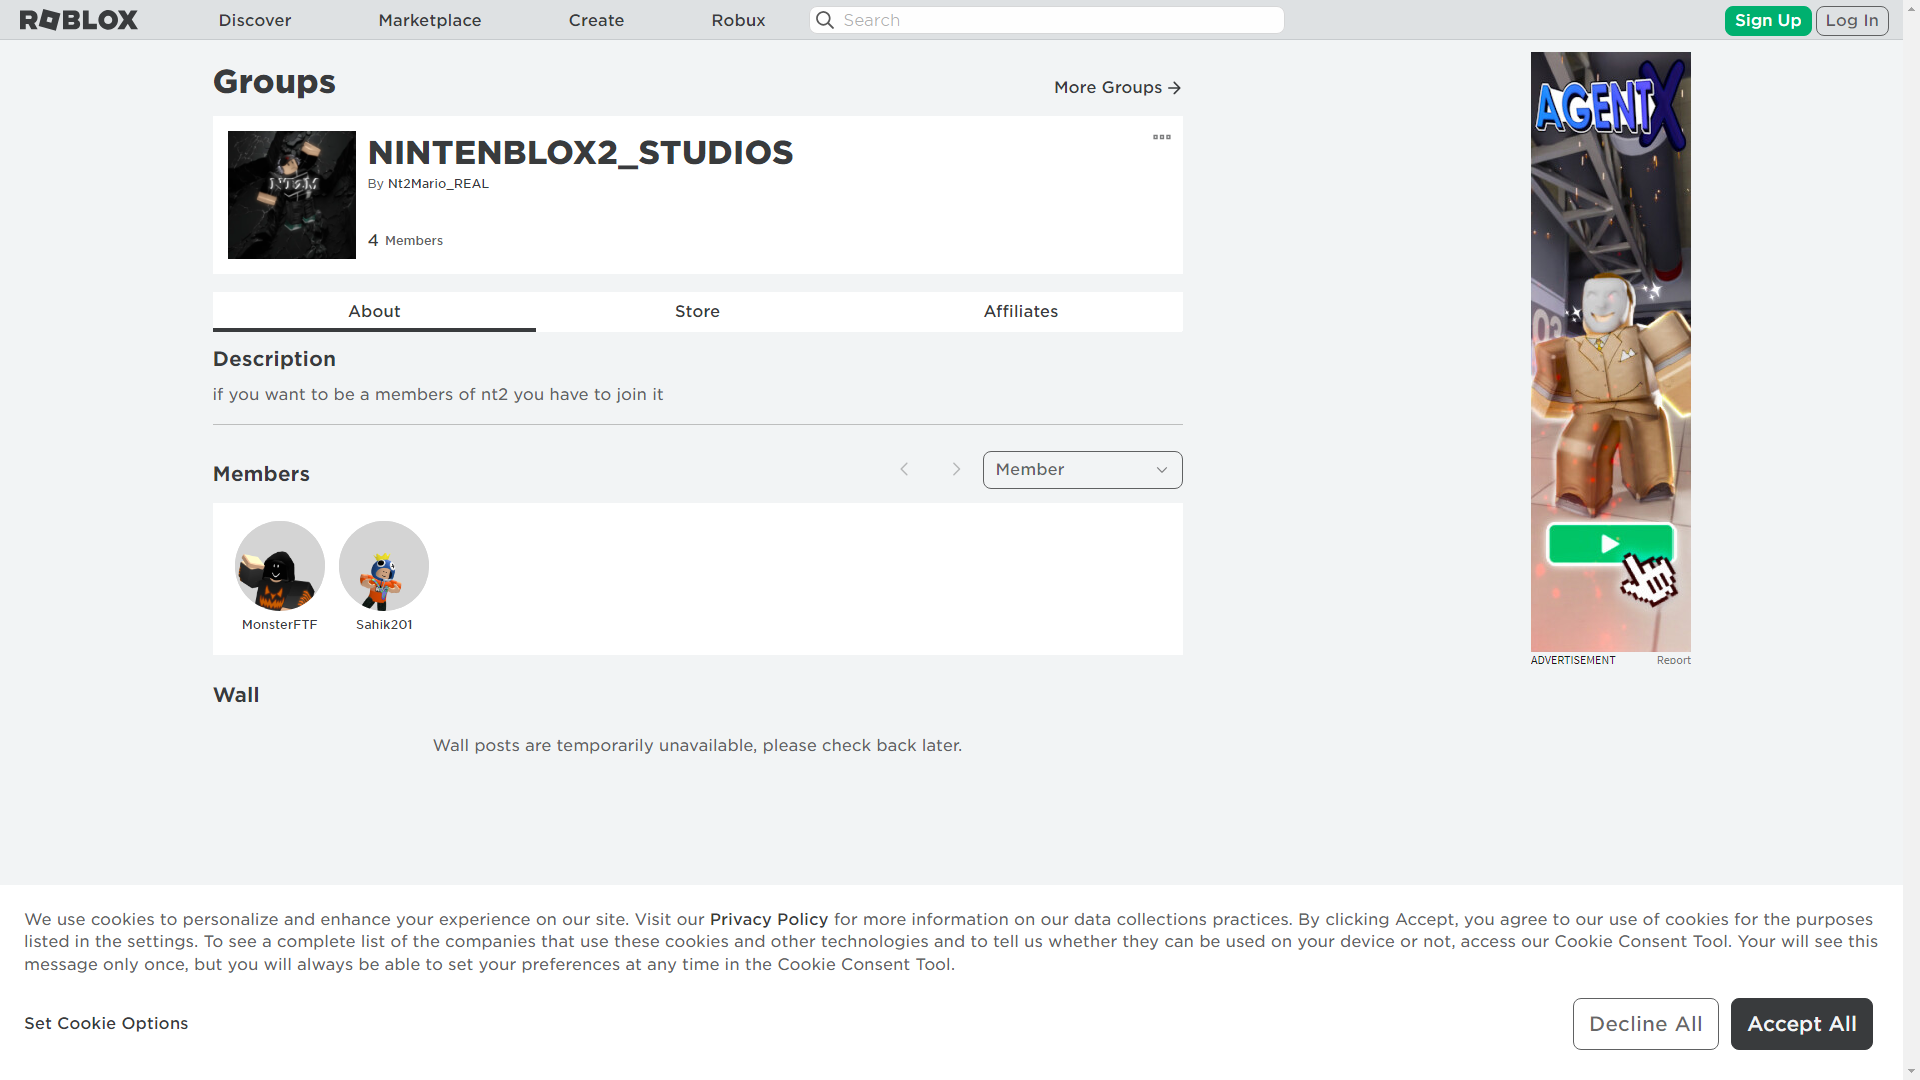 ROBLOX
Discover
Marketplace
Create
Robux
Search
Sign Up
Log In
Groups
More Groups
NINTENBLOX2_STUDIOS
By Nt2Mario_REAL
4 Members
About
Store
Affiliates
Description
if you want to be a members of nt2 you have to join it
Members
Member
MonsterFTF
Sahik201
Wall
Wall posts are temporarily unavailable, please check back later.
AGENT X
ADVERTISEMENT
Report
We use cookies to personalize and enhance your experience on our site. Visit our Privacy Policy for more information on our data collections practices. By clicking Accept, you agree to our use of cookies for the purposes
listed in the settings. To see a complete list of the companies that use these cookies and other technologies and to tell us whether they can be used on your device or not, access our Cookie Consent Tool. Your will see this
message only once, but you will always be able to set your preferences at any time in the Cookie Consent Tool.
Set Cookie Options
Decline All
Accept All